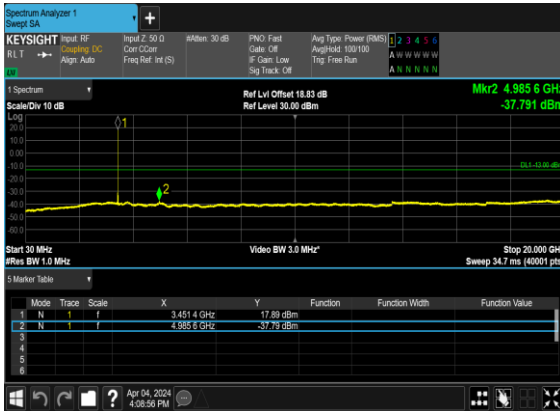 Spectrum Analyzer 1
Swept SA
+
KEYSIGHT Input: RF Input Z: 50 Ω #Atten: 30 dB PNO: Fast Avg Type: Power (RMS) 1 2 3 4 5 6
RLT Coupling: DC Corr CCorr Gate: Off Avg|Hold: 100/100 A W W W W W
Align: Auto Freq Ref: Int (S) IF Gain: Low Trig: Free Run
Sig Track: Off A N N N N N
1 Spectrum Ref Lvl Offset 18.83 dB Mkr2 4.985 6 GHz
Scale/Div 10 dB Ref Level 30.00 dBm -37.791 dBm
Log
20.0
10.0
0.00
-10.0
-20.0
-30.0
-40.0
-50.0
-60.0
1
2
DL1 -13.00 dBm
Start 30 MHz Video BW 3.0 MHz* Stop 20.000 GHz
#Res BW 1.0 MHz Sweep 34.7 ms (40001 pts)
5 Marker Table
Mode Trace Scale X Y Function Function Width Function Value
1 N 1 f 3.451 4 GHz 17.89 dBm
2 N 1 f 4.985 6 GHz -37.79 dBm
3
4
5
6
? Apr 04, 2024
4:08:56 PM